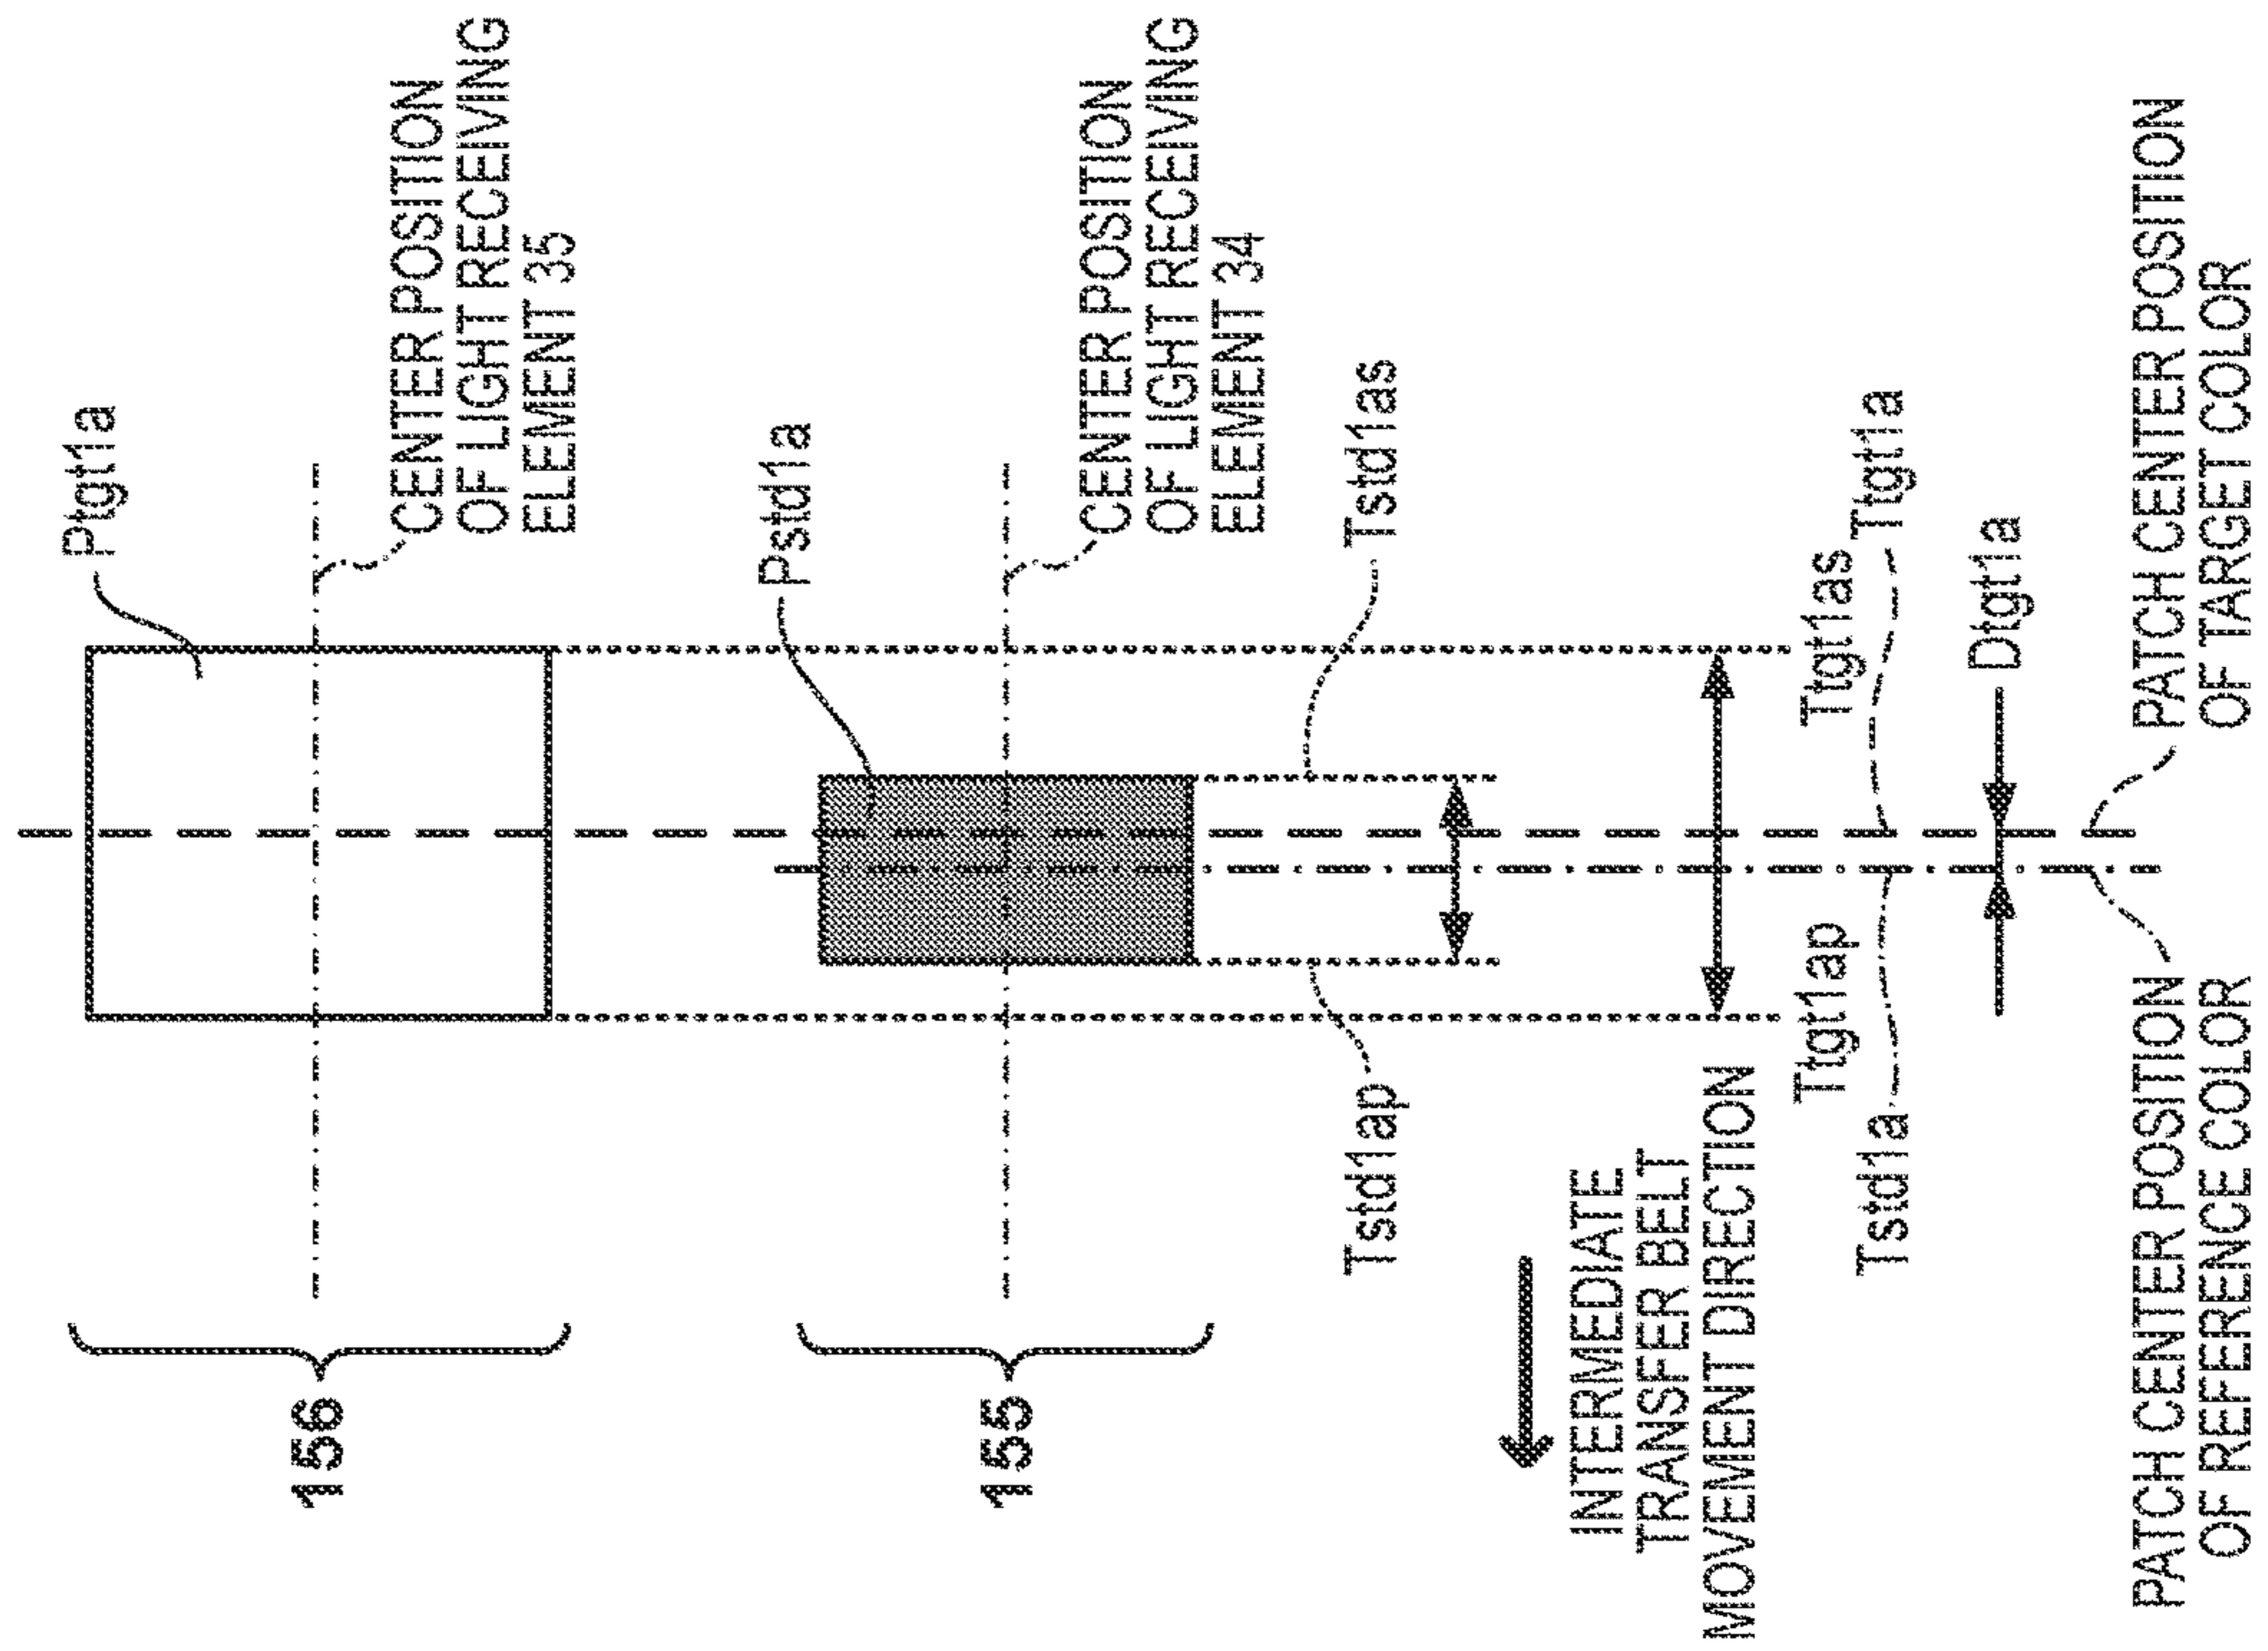 Ptgt1a
156
CENTER POSITION
OF LIGHT RECEIVING
ELEMENT 35
Pstd1a
155
CENTER POSITION
OF LIGHT RECEIVING
ELEMENT 34
Tstd1ap
Tstd1as
INTERMEDIATE
TRANSFER BELT
MOVEMENT DIRECTION
Ttgt1ap
Ttgt1as
Tstd1a
Ttgt1a
Dtgt1a
PATCH CENTER POSITION
OF REFERENCE COLOR
PATCH CENTER POSITION
OF TARGET COLOR